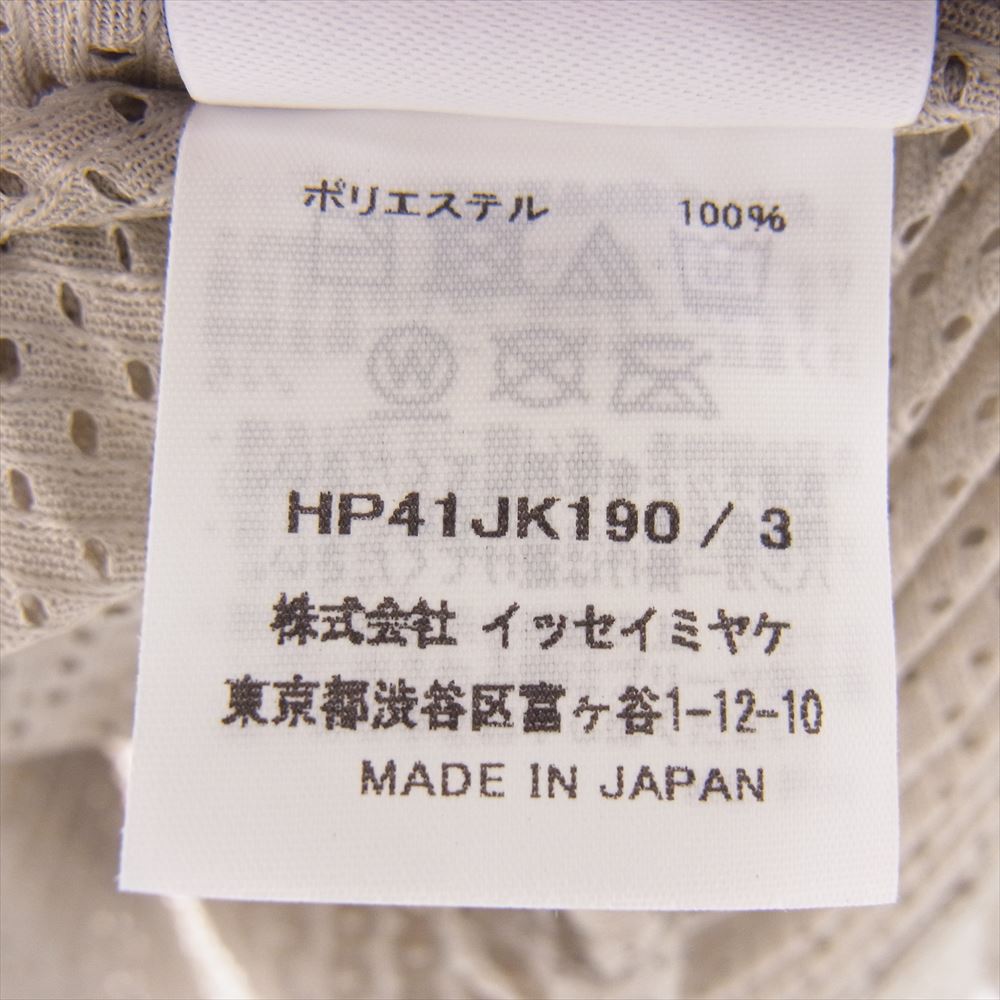 ポリエステル 100%
HP41JK190 / 3
株式会社 イッセイミヤケ
東京都渋谷区富ヶ谷1-12-10
MADE IN JAPAN